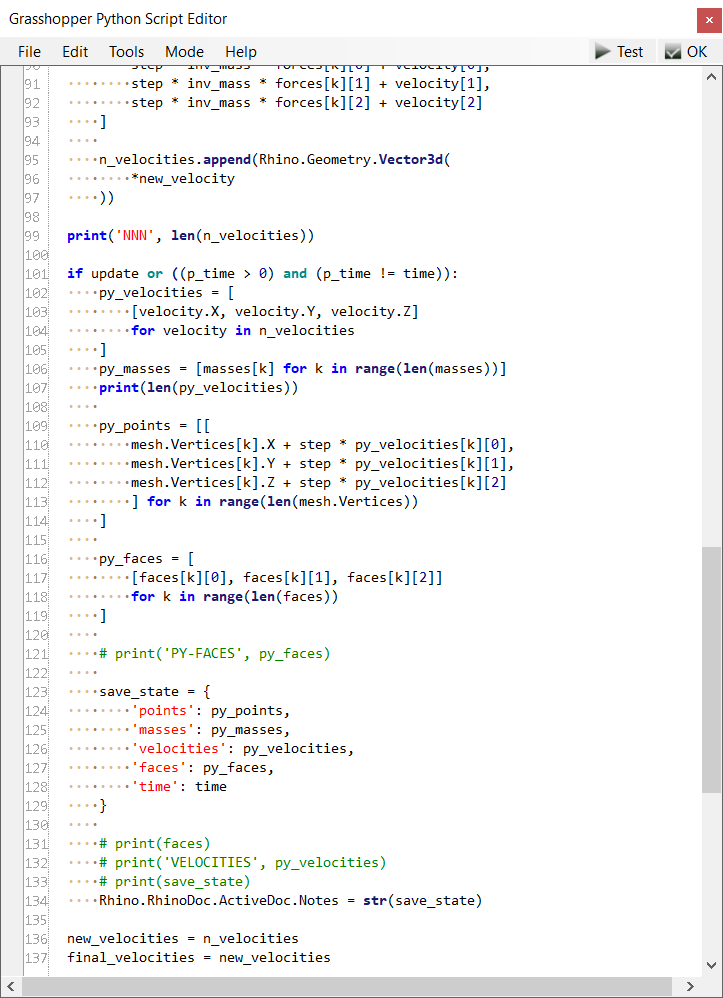 Grasshopper Python Script Editor
File Edit Tools Mode Help Test OK
90 step * inv_mass * forces[k][0] + velocity[0],
91 step * inv_mass * forces[k][1] + velocity[1],
92 step * inv_mass * forces[k][2] + velocity[2]
93 ]
94
95 n_velocities.append(Rhino.Geometry.Vector3d(
96 *new_velocity
97 ))
98
99 print('NNN', len(n_velocities))
100
101 if update or ((p_time > 0) and (p_time != time)):
102 py_velocities = [
103 [velocity.X, velocity.Y, velocity.Z]
104 for velocity in n_velocities
105 ]
106 py_masses = [masses[k] for k in range(len(masses))]
107 print(len(py_velocities))
108
109 py_points = [[
110 mesh.Vertices[k].X + step * py_velocities[k][0],
111 mesh.Vertices[k].Y + step * py_velocities[k][1],
112 mesh.Vertices[k].Z + step * py_velocities[k][2]
113 ] for k in range(len(mesh.Vertices))
114 ]
115
116 py_faces = [
117 [faces[k][0], faces[k][1], faces[k][2]]
118 for k in range(len(faces))
119 ]
120
121 # print('PY-FACES', py_faces)
122
123 save_state = {
124 'points': py_points,
125 'masses': py_masses,
126 'velocities': py_velocities,
127 'faces': py_faces,
128 'time': time
129 }
130
131 # print(faces)
132 # print('VELOCITIES', py_velocities)
133 # print(save_state)
134 Rhino.RhinoDoc.ActiveDoc.Notes = str(save_state)
135
136 new_velocities = n_velocities
137 final_velocities = new_velocities